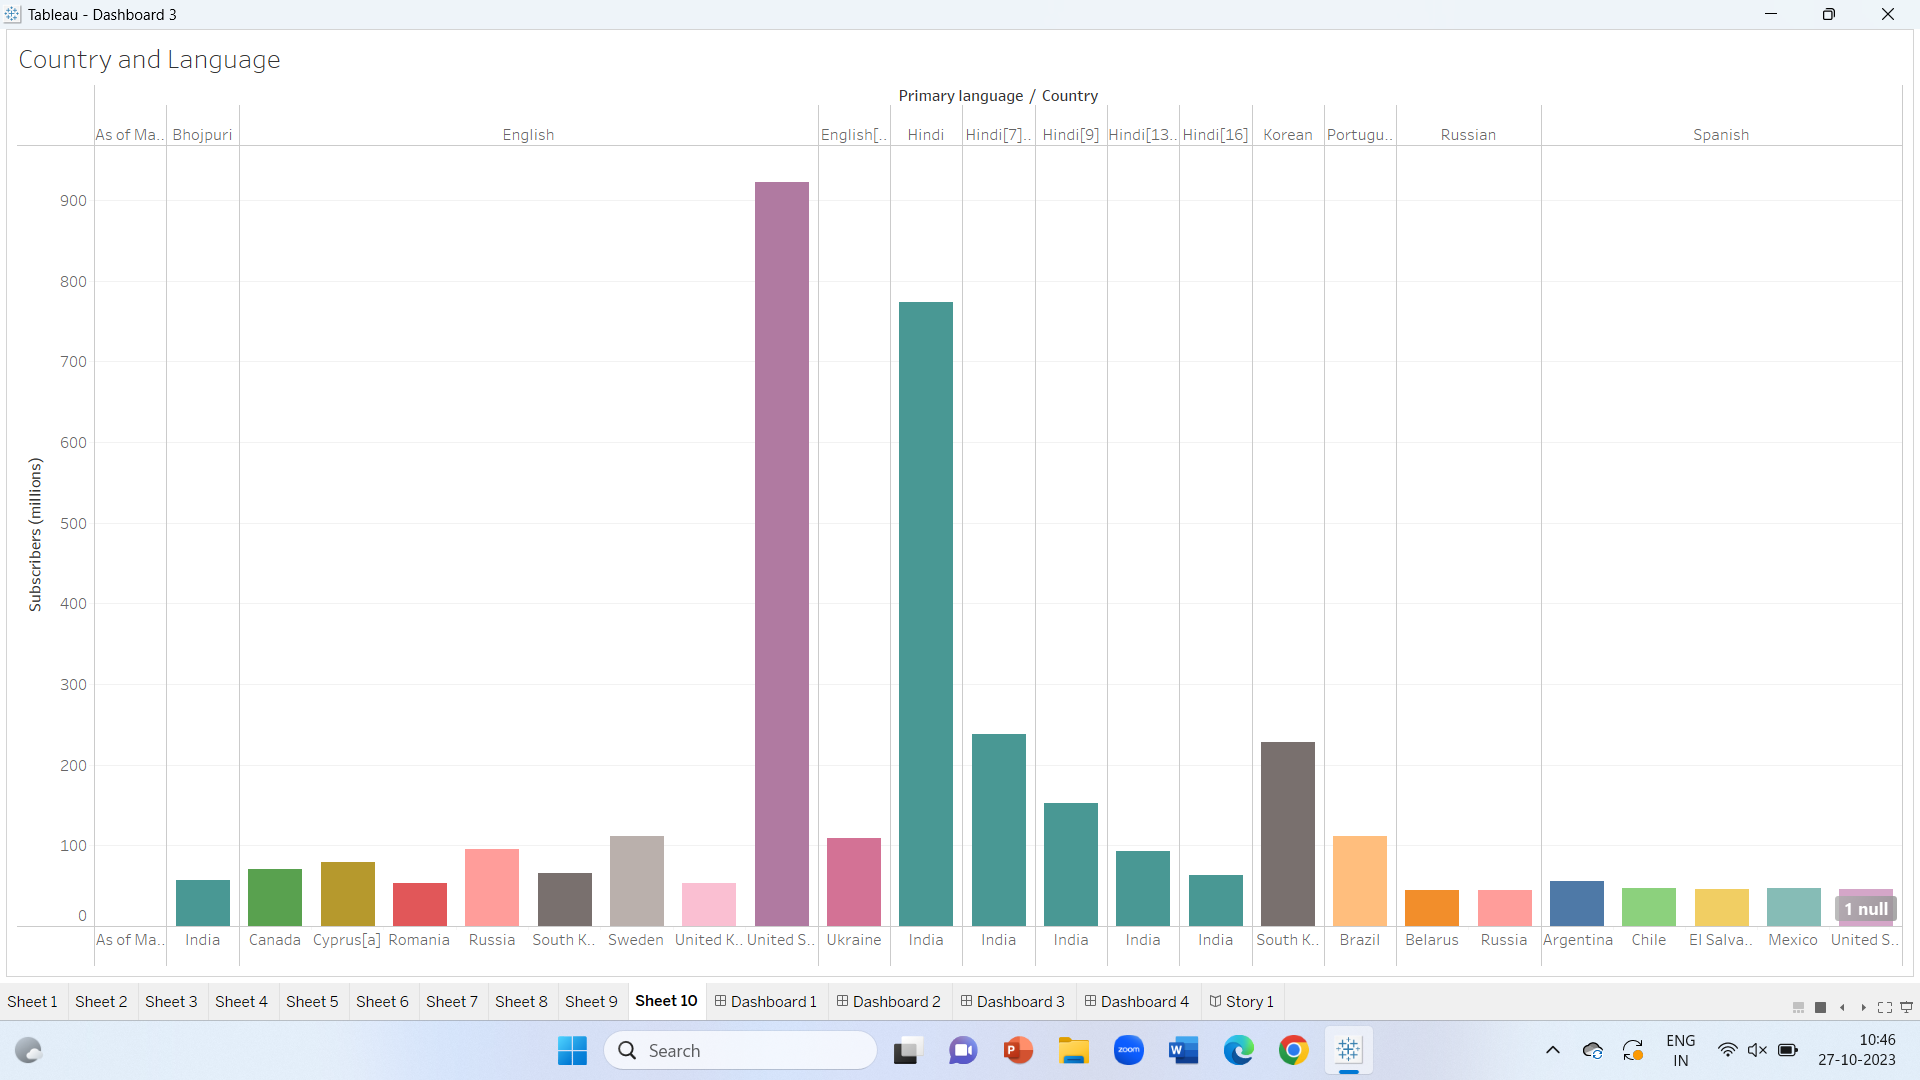 Tableau - Dashboard 3
Country and Language
Primary language / Country
As of Ma.. Bhojpuri English English[.. Hindi Hindi[7].. Hindi[9] Hindi[13.. Hindi[16] Korean Portugu.. Russian Spanish
900
800
700
600
500
400
300
200
100
0
Subscribers (millions)
1 null
As of Ma.. India Canada Cyprus[a] Romania Russia South K.. Sweden United K.. United S.. Ukraine India India India India India South K.. Brazil Belarus Russia Argentina Chile El Salva.. Mexico United S..
Sheet 1 Sheet 2 Sheet 3 Sheet 4 Sheet 5 Sheet 6 Sheet 7 Sheet 8 Sheet 9 Sheet 10 Dashboard 1 Dashboard 2 Dashboard 3 Dashboard 4 Story 1
Search
zoom
ENG
IN
10:46
27-10-2023